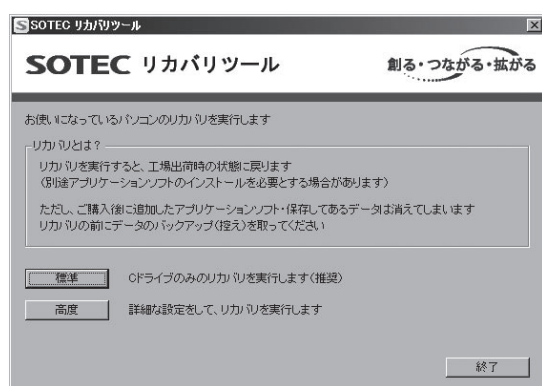 SOTEC リカバリツール
SOTEC リカバリツール
創る・つながる・拡がる
お使いになっているパソコンのリカバリを実行します
リカバリとは?
リカバリを実行すると、工場出荷時の状態に戻ります
(別途アプリケーションソフトのインストールを必要とする場合があります)
ただし、ご購入後に追加したアプリケーションソフト・保存してあるデータは消えてしまいます
リカバリの前にデータのバックアップ(控え)を取ってください
標準 Cドライブのみのリカバリを実行します(推奨)
高度 詳細な設定をして、リカバリを実行します
終了